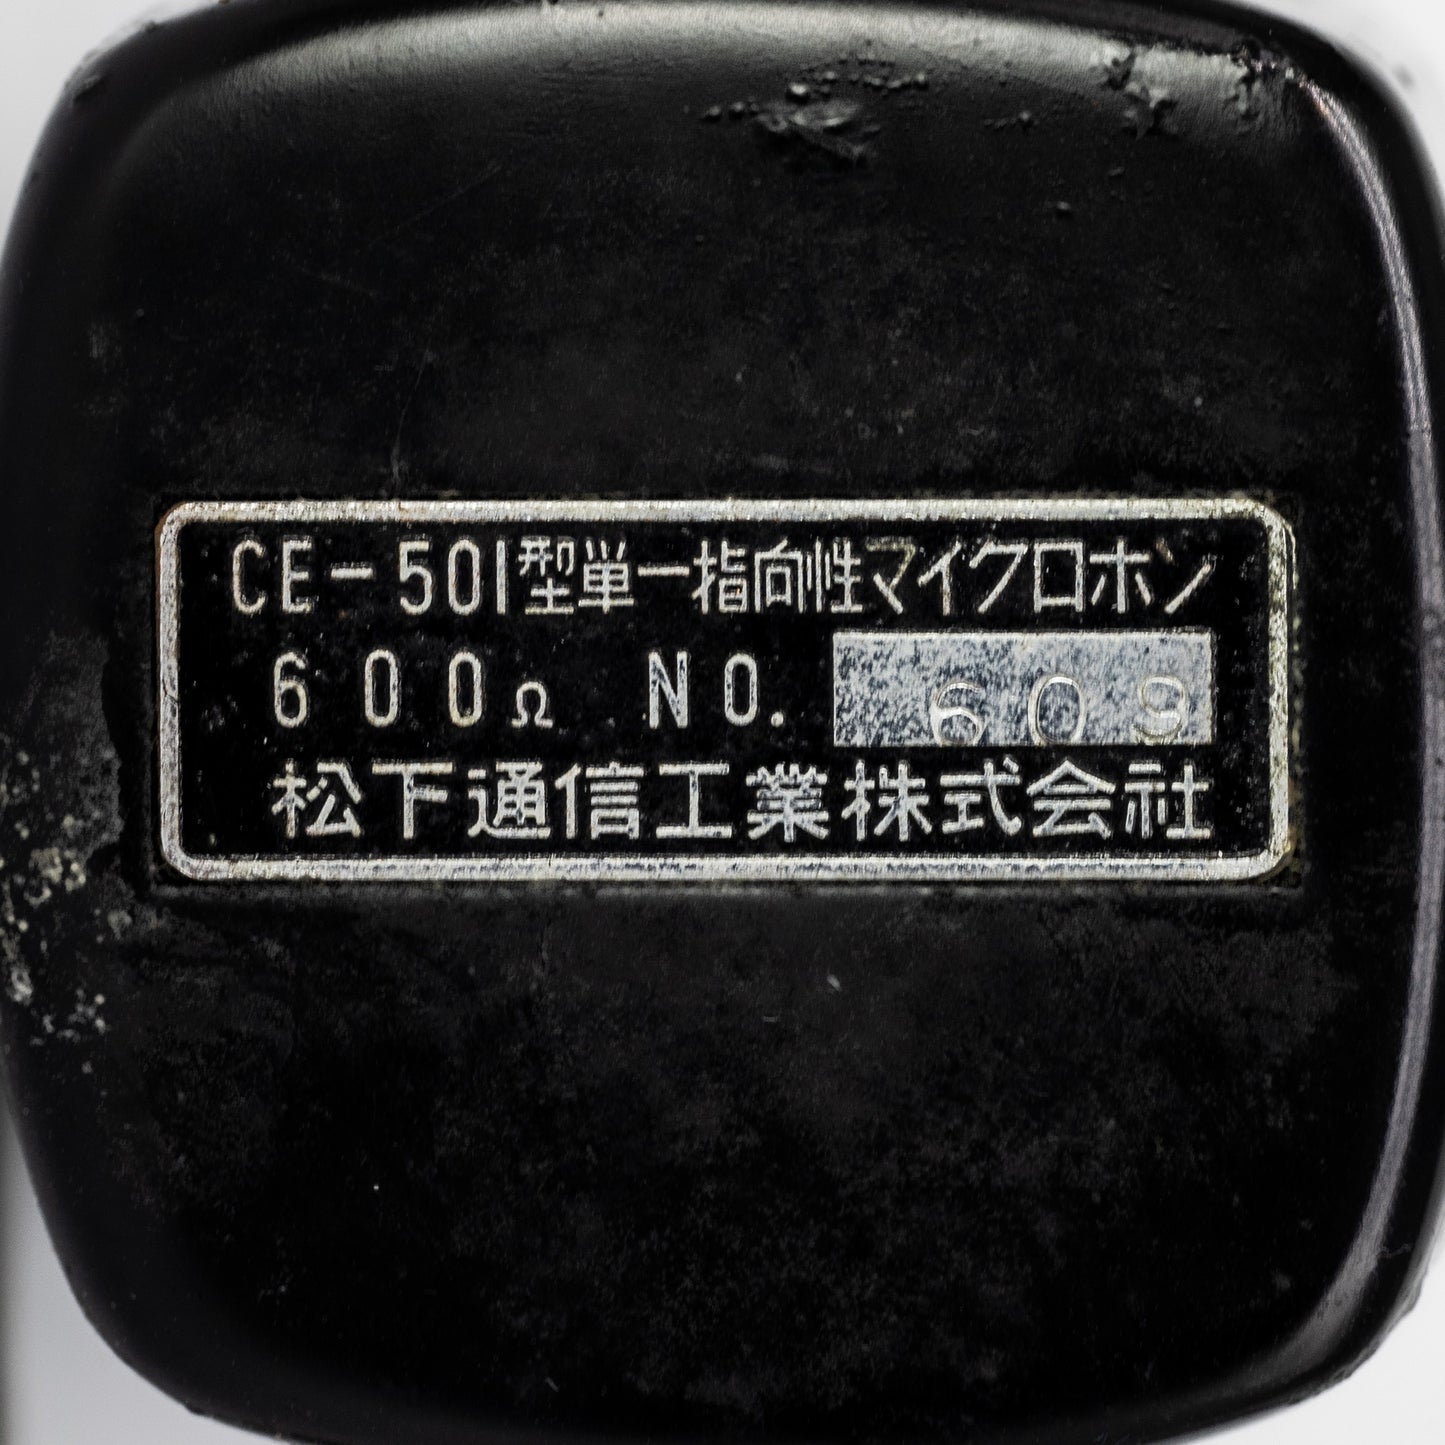 CE-501型単一指向性マイクロホン
600Ω NO. 609
松下通信工業株式会社